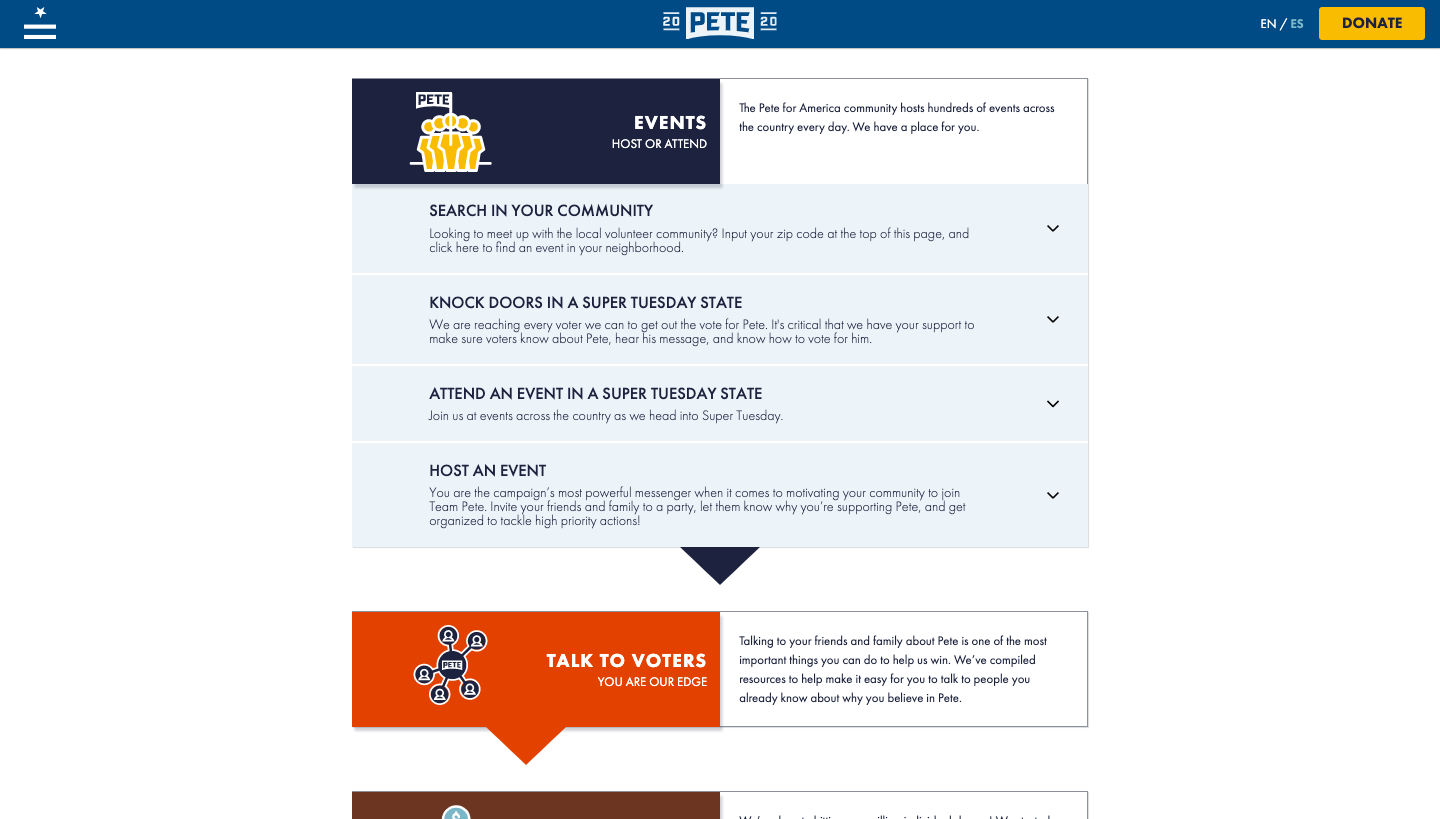 20 PETE 20
EN / ES
DONATE
PETE
EVENTS
HOST OR ATTEND
The Pete for America community hosts hundreds of events across
the country every day. We have a place for you.
SEARCH IN YOUR COMMUNITY
Looking to meet up with the local volunteer community? Input your zip code at the top of this page, and
click here to find an event in your neighborhood.
KNOCK DOORS IN A SUPER TUESDAY STATE
We are reaching every voter we can to get out the vote for Pete. It's critical that we have your support to
make sure voters know about Pete, hear his message, and know how to vote for him.
ATTEND AN EVENT IN A SUPER TUESDAY STATE
Join us at events across the country as we head into Super Tuesday.
HOST AN EVENT
You are the campaign’s most powerful messenger when it comes to motivating your community to join
Team Pete. Invite your friends and family to a party, let them know why you’re supporting Pete, and get
organized to tackle high priority actions!
PETE
TALK TO VOTERS
YOU ARE OUR EDGE
Talking to your friends and family about Pete is one of the most
important things you can do to help us win. We’ve compiled
resources to help make it easy for you to talk to people you
already know about why you believe in Pete.
$